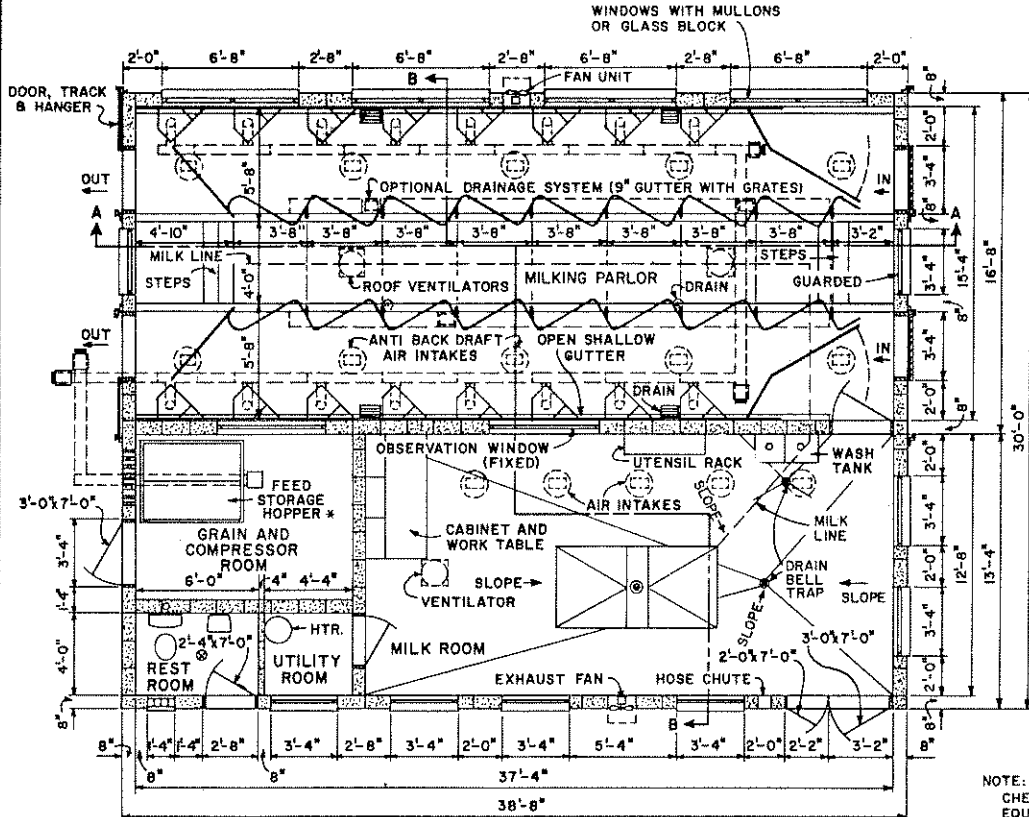 WINDOWS WITH MULLONS
OR GLASS BLOCK
2'-0" 6'-8" 2'-8" 6'-8" 2'-8" 6'-8" 2'-8" 6'-8" 2'-0"
B
FAN UNIT
8"
DOOR, TRACK
& HANGER
2'-0"
5'-8"
3'-4"
OUT
IN
OPTIONAL DRAINAGE SYSTEM (9" GUTTER WITH GRATES)
8"
A
A
4'-10" 3'-8" 3'-8" 3'-8" 3'-8" 3'-8" 3'-8" 3'-8" 3'-2"
MILK LINE
STEPS
4'-0"
ROOF VENTILATORS
MILKING PARLOR
DRAIN
STEPS
GUARDED
3'-4"
15'-4"
16'-8"
8"
OUT
5'-8"
ANTI BACK DRAFT
AIR INTAKES
OPEN SHALLOW
GUTTER
IN
3'-4"
DRAIN
2'-0"
8"
30'-0"
OBSERVATION WINDOW
(FIXED)
UTENSIL RACK
WASH
TANK
2'-0"
3'-0"x7'-0"
FEED
STORAGE
HOPPER *
AIR INTAKES
SLOPE
MILK
LINE
3'-4"
GRAIN AND
COMPRESSOR
ROOM
3'-4"
CABINET AND
WORK TABLE
2'-0"
12'-8"
13'-4"
6'-0" 4" 4'-4"
VENTILATOR
SLOPE
DRAIN
BELL
TRAP
SLOPE
1'-4"
3'-4"
4'-0"
2'-4"x7'-0"
HTR.
MILK ROOM
SLOPE
3'-0"x7'-0"
2'-0"x7'-0"
REST
ROOM
UTILITY
ROOM
EXHAUST FAN
HOSE CHUTE
2'-0"
8"
B
8"
8" 1'-4" 1'-4" 2'-8" 3'-4" 2'-8" 3'-4" 2'-0" 3'-4" 5'-4" 3'-4" 2'-0" 2'-2" 3'-2" 8"
8" 8"
37'-4"
38'-8"
NOTE:
CHE
EQU